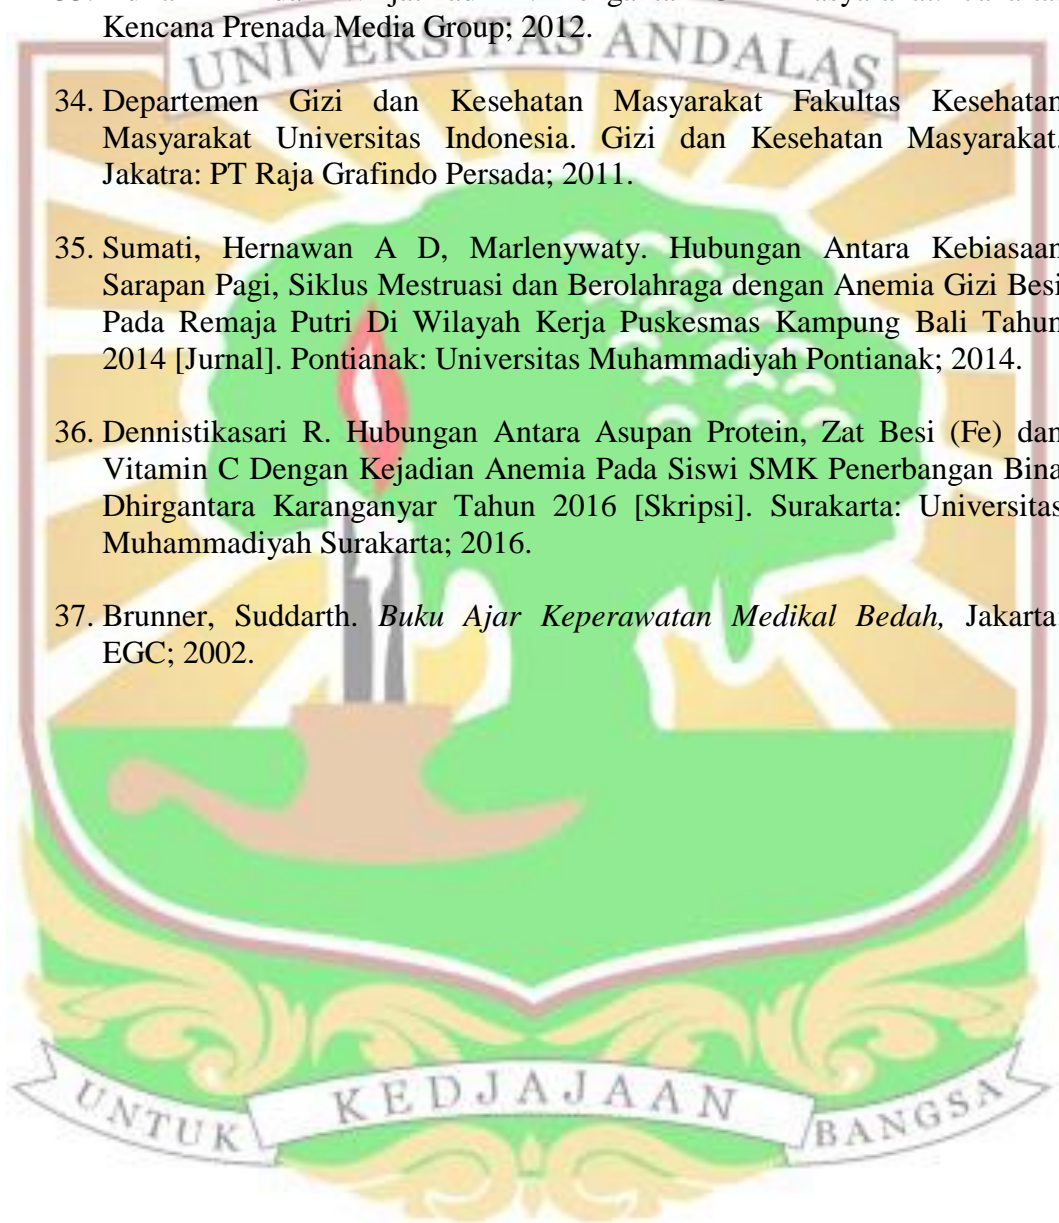 Kencana Prenada Media Group; 2012.
UNIVERSITAS ANDALAS
34. Departemen Gizi dan Kesehatan Masyarakat Fakultas Kesehatan
Masyarakat Universitas Indonesia. Gizi dan Kesehatan Masyarakat.
Jakatra: PT Raja Grafindo Persada; 2011.
35. Sumati, Hernawan A D, Marlenywaty. Hubungan Antara Kebiasaan
Sarapan Pagi, Siklus Mestruasi dan Berolahraga dengan Anemia Gizi Besi
Pada Remaja Putri Di Wilayah Kerja Puskesmas Kampung Bali Tahun
2014 [Jurnal]. Pontianak: Universitas Muhammadiyah Pontianak; 2014.
36. Dennistikasari R. Hubungan Antara Asupan Protein, Zat Besi (Fe) dan
Vitamin C Dengan Kejadian Anemia Pada Siswi SMK Penerbangan Bina
Dhirgantara Karanganyar Tahun 2016 [Skripsi]. Surakarta: Universitas
Muhammadiyah Surakarta; 2016.
37. Brunner, Suddarth. Buku Ajar Keperawatan Medikal Bedah, Jakarta:
EGC; 2002.
UNTUK KEDJAJAAN BANGSA